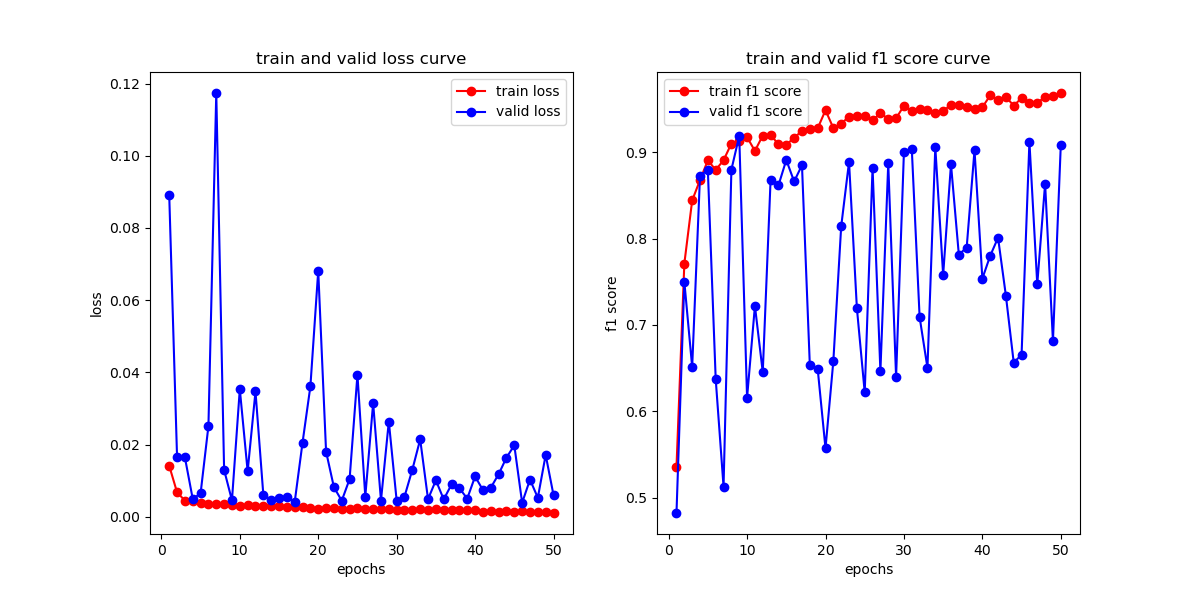 train and valid loss curve
train loss
valid loss
0.12
0.10
0.08
0.06
0.04
0.02
0.00
loss
0 10 20 30 40 50
epochs
train and valid f1 score curve
train f1 score
valid f1 score
0.9
0.8
0.7
0.6
0.5
f1 score
0 10 20 30 40 50
epochs